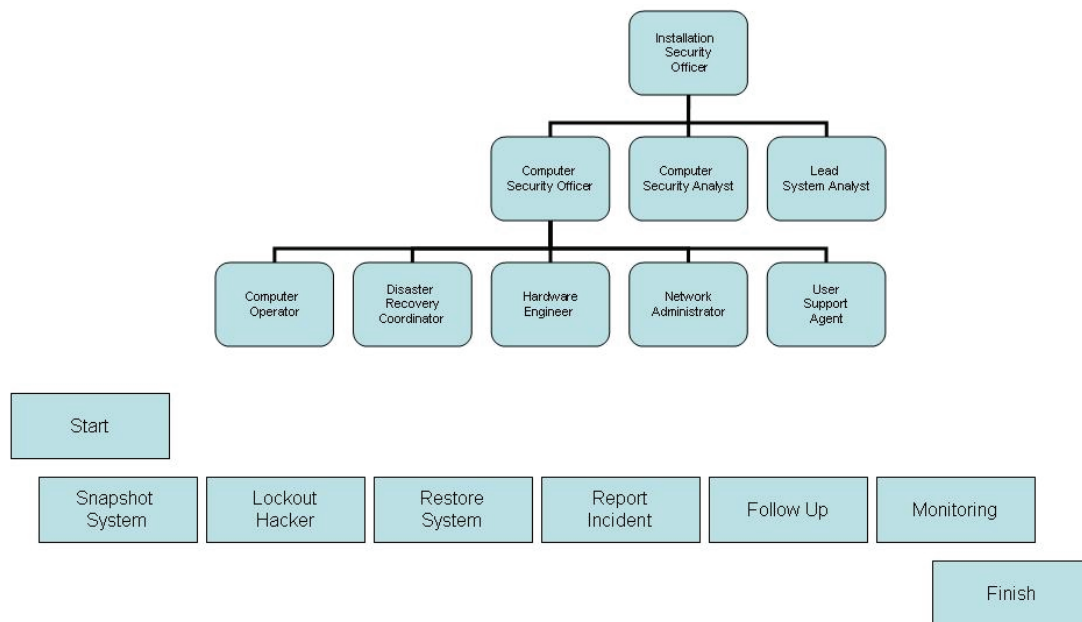 Installation
Security
Officer
Computer
Security Officer
Computer
Security Analyst
Lead
System Analyst
Computer
Operator
Disaster
Recovery
Coordinator
Hardware
Engineer
Network
Administrator
User
Support
Agent
Start
Snapshot
System
Lockout
Hacker
Restore
System
Report
Incident
Follow Up
Monitoring
Finish